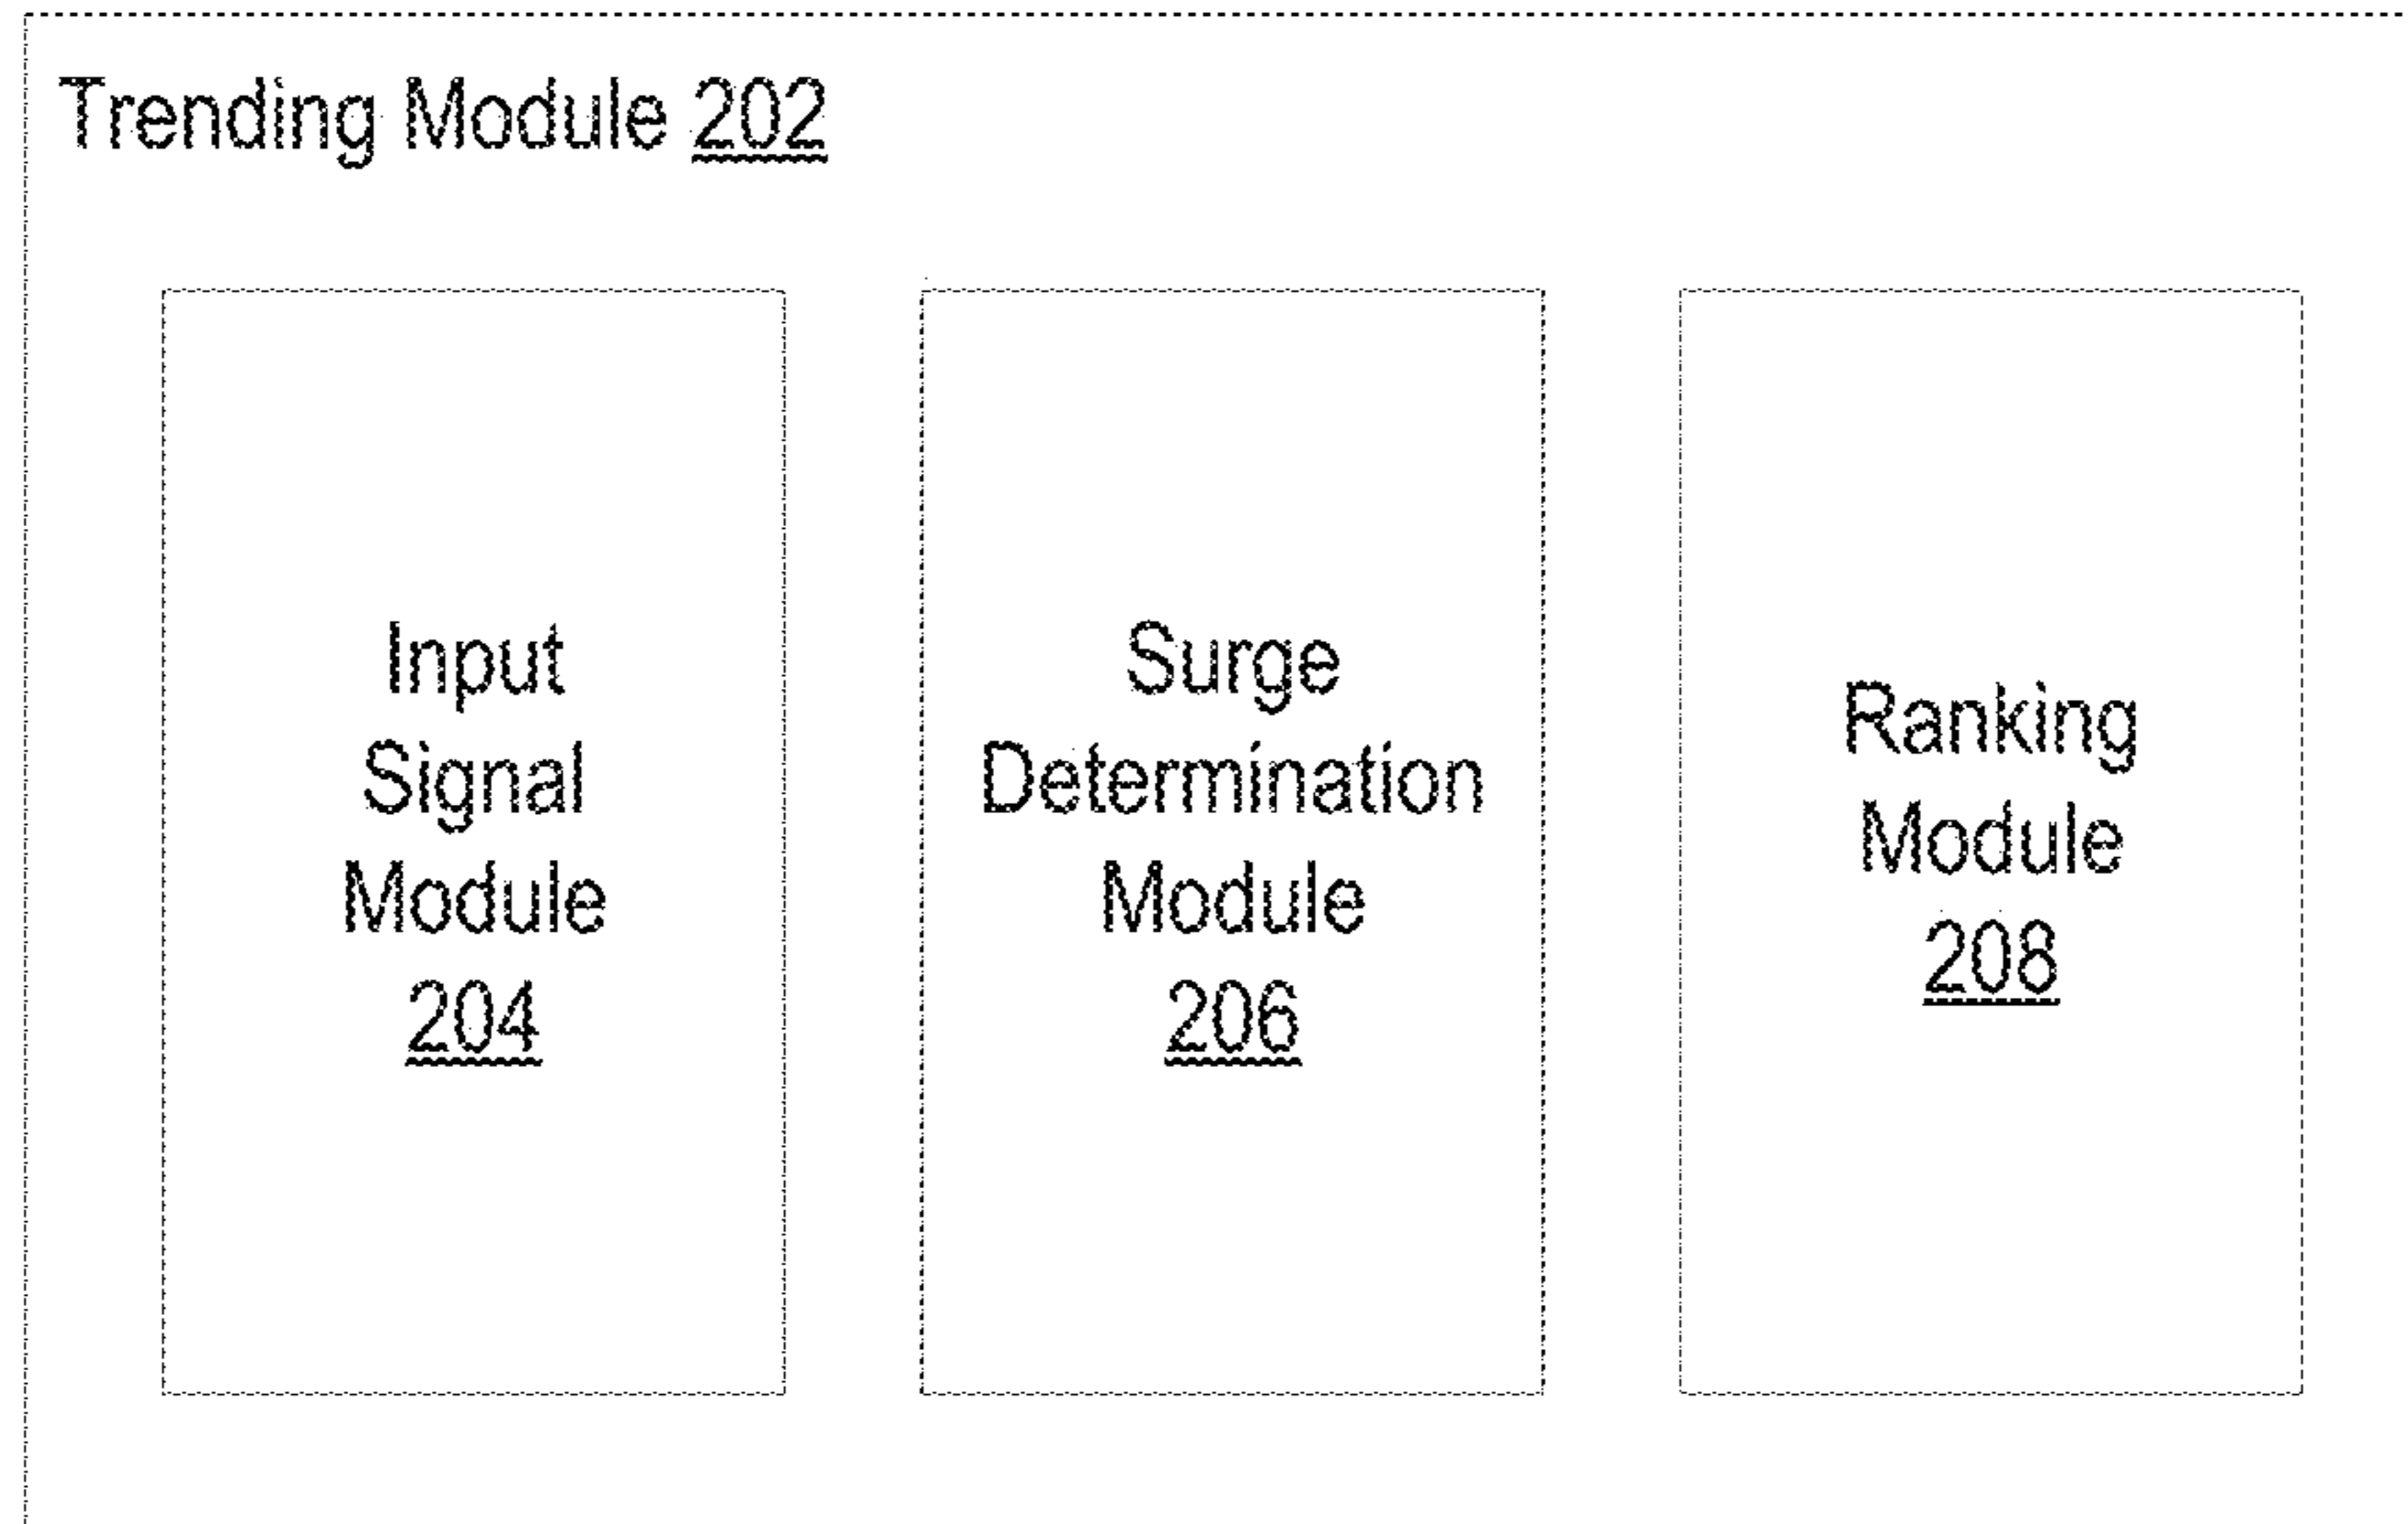 Trending Module 202
Input
Signal
Module
204
Surge
Determination
Module
206
Ranking
Module
208